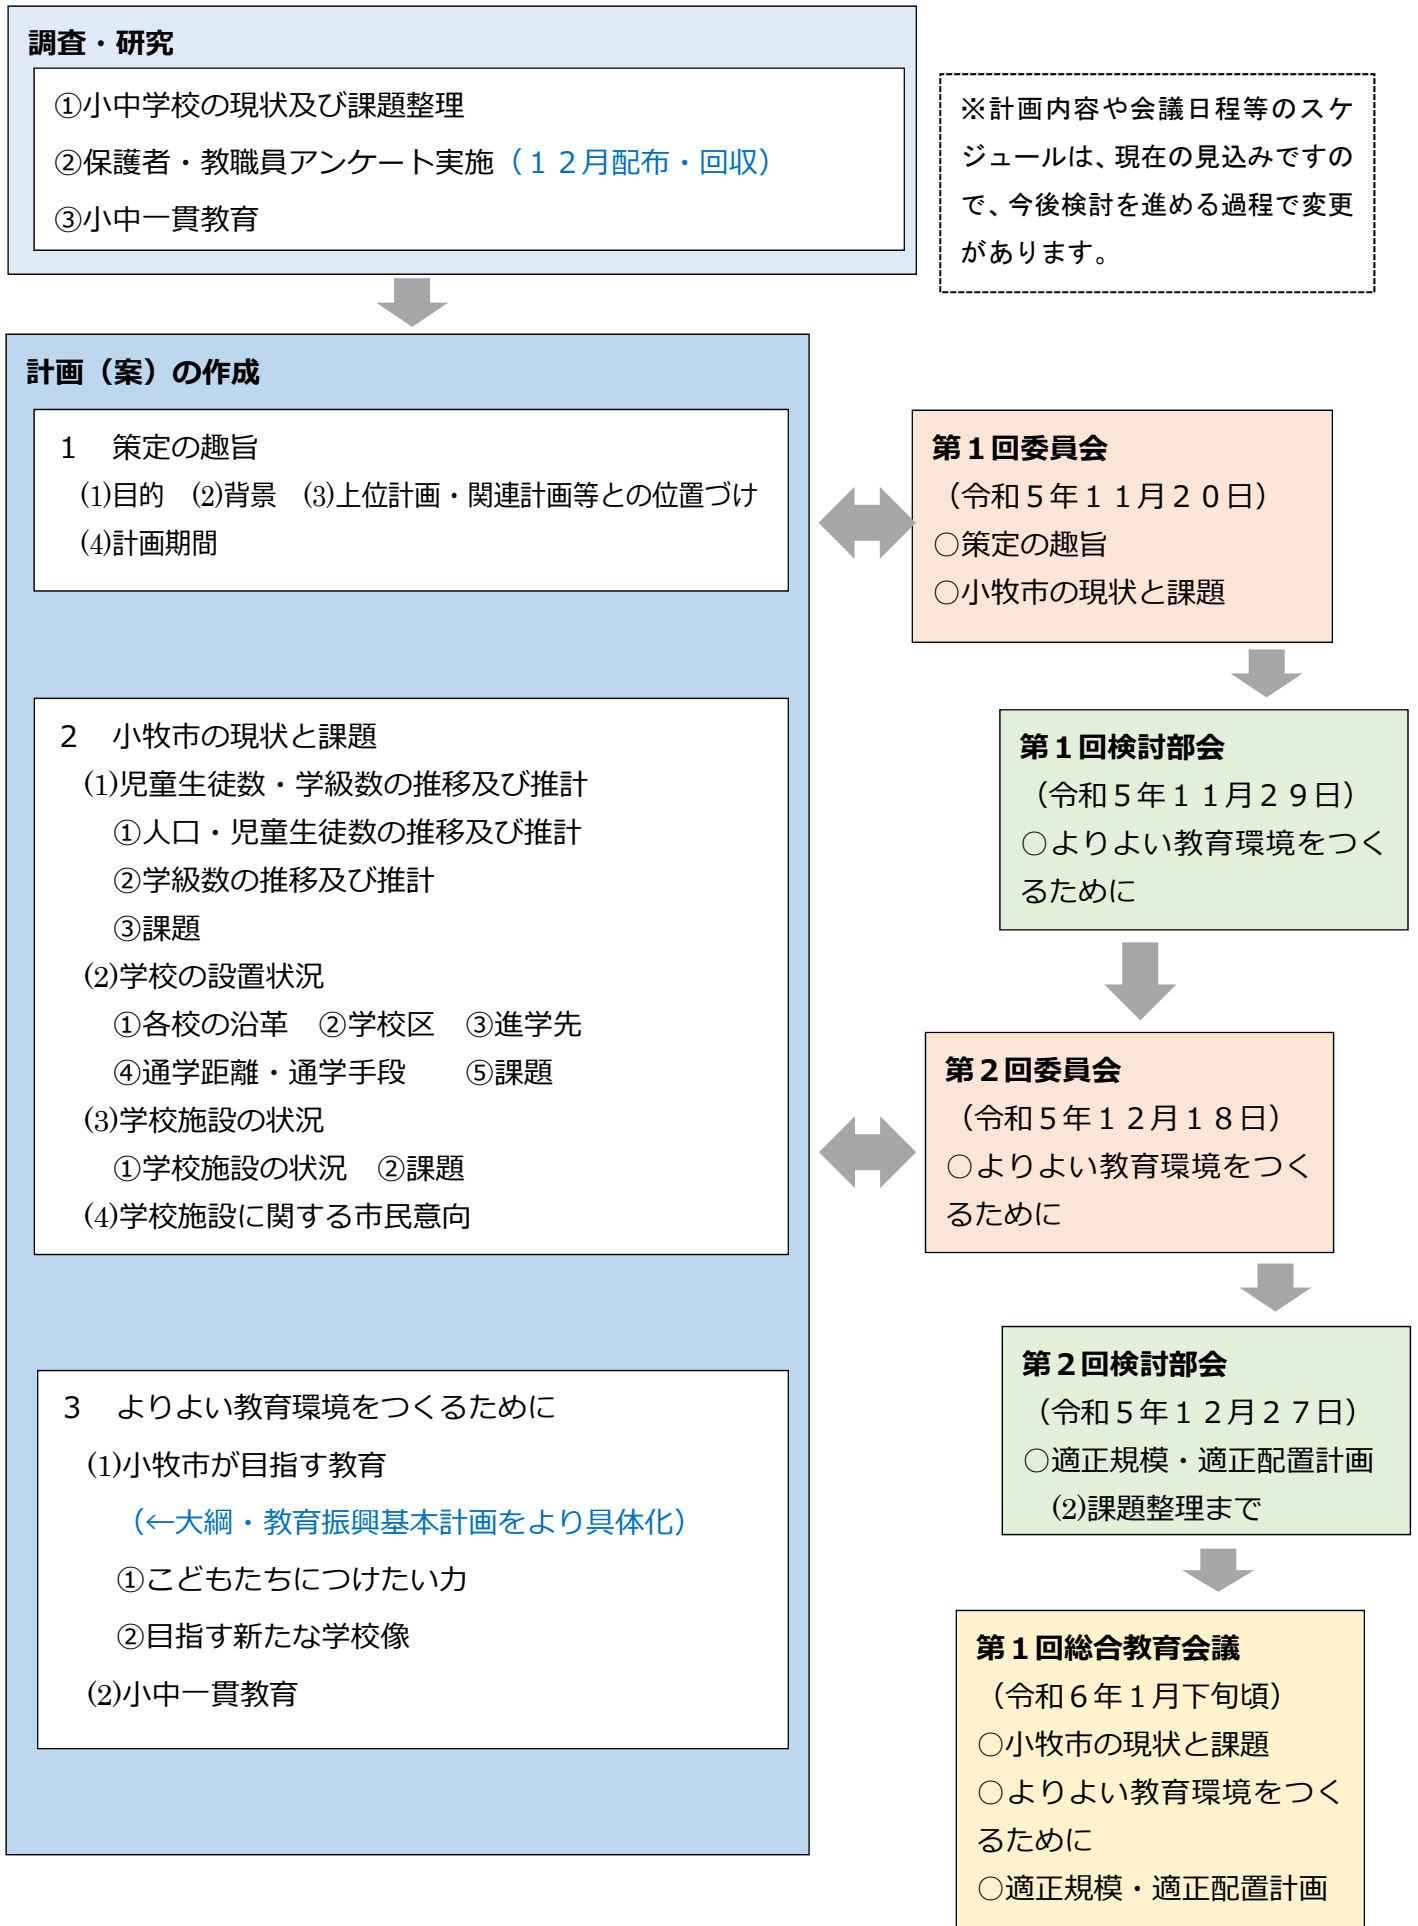 調査・研究
①小中学校の現状及び課題整理
②保護者・教職員アンケート実施（１２月配布・回収）
③小中一貫教育
※計画内容や会議日程等のスケ
ジュールは、現在の見込みですの
で、今後検討を進める過程で変更
があります。
計画（案）の作成
１　策定の趣旨
(1)目的　(2)背景　(3)上位計画・関連計画等との位置づけ
(4)計画期間
２　小牧市の現状と課題
(1)児童生徒数・学級数の推移及び推計
①人口・児童生徒数の推移及び推計
②学級数の推移及び推計
③課題
(2)学校の設置状況
①各校の沿革　②学校区　③進学先
④通学距離・通学手段　　⑤課題
(3)学校施設の状況
①学校施設の状況　②課題
(4)学校施設に関する市民意向
３　よりよい教育環境をつくるために
(1)小牧市が目指す教育
（←大綱・教育振興基本計画をより具体化）
①こどもたちにつけたい力
②目指す新たな学校像
(2)小中一貫教育
第１回委員会
（令和５年１１月２０日）
○策定の趣旨
○小牧市の現状と課題
第１回検討部会
（令和５年１１月２９日）
○よりよい教育環境をつく
るために
第２回委員会
（令和５年１２月１８日）
○よりよい教育環境をつく
るために
第２回検討部会
（令和５年１２月２７日）
○適正規模・適正配置計画
(2)課題整理まで
第１回総合教育会議
（令和６年１月下旬頃）
○小牧市の現状と課題
○よりよい教育環境をつく
るために
○適正規模・適正配置計画